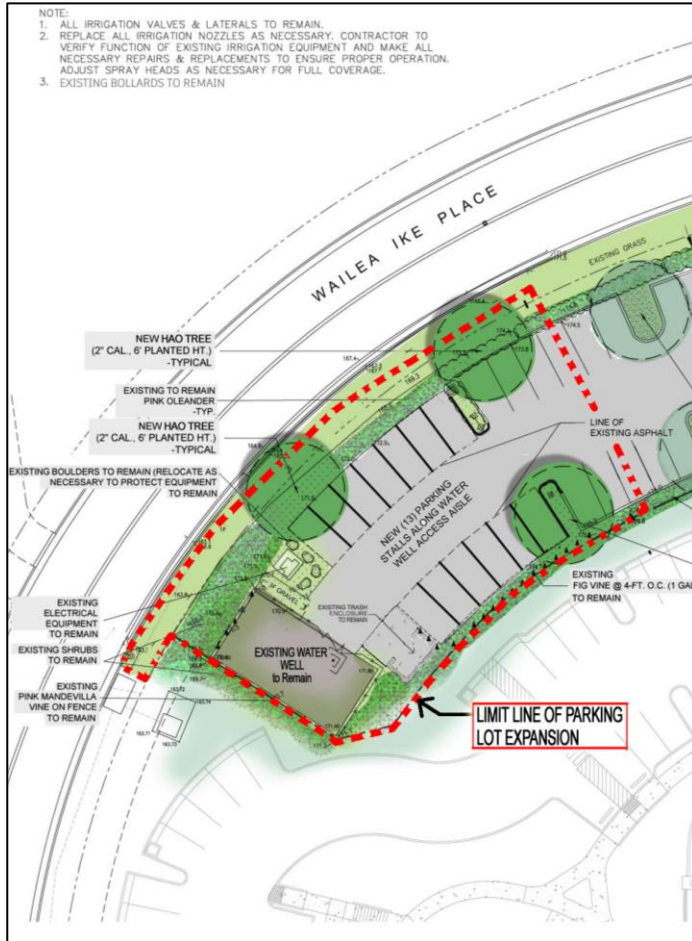 NOTE:
1. ALL IRRIGATION VALVES & LATERALS TO REMAIN.
2. REPLACE ALL IRRIGATION NOZZLES AS NECESSARY. CONTRACTOR TO
VERIFY FUNCTION OF EXISTING IRRIGATION EQUIPMENT AND MAKE ALL
NECESSARY REPAIRS & REPLACEMENTS TO ENSURE PROPER OPERATION.
ADJUST SPRAY HEADS AS NECESSARY FOR FULL COVERAGE.
3. EXISTING BOLLARDS TO REMAIN
WAILEA IKE PLACE
EXISTING GRASS
NEW HAO TREE
(2" CAL., 6' PLANTED HT.)
-TYPICAL
EXISTING TO REMAIN
PINK OLEANDER
-TYP.
NEW HAO TREE
(2" CAL., 6' PLANTED HT.)
-TYPICAL
LINE OF
EXISTING ASPHALT
EXISTING BOULDERS TO REMAIN (RELOCATE AS
NECESSARY TO PROTECT EQUIPMENT
TO REMAIN
NEW (13) PARKING
STALLS ALONG WATER
WELL ACCESS AISLE
EXISTING
FIG VINE @ 4-FT. O.C. (1 GAL
TO REMAIN
GRAVEL
EXISTING TRASH
ENCLOSURE
TO REMAIN
EXISTING
ELECTRICAL
EQUIPMENT
TO REMAIN
EXISTING SHRUBS
TO REMAIN
EXISTING WATER
WELL
to Remain
EXISTING
PINK MANDEVILLA
VINE ON FENCE
TO REMAIN
LIMIT LINE OF PARKING
LOT EXPANSION